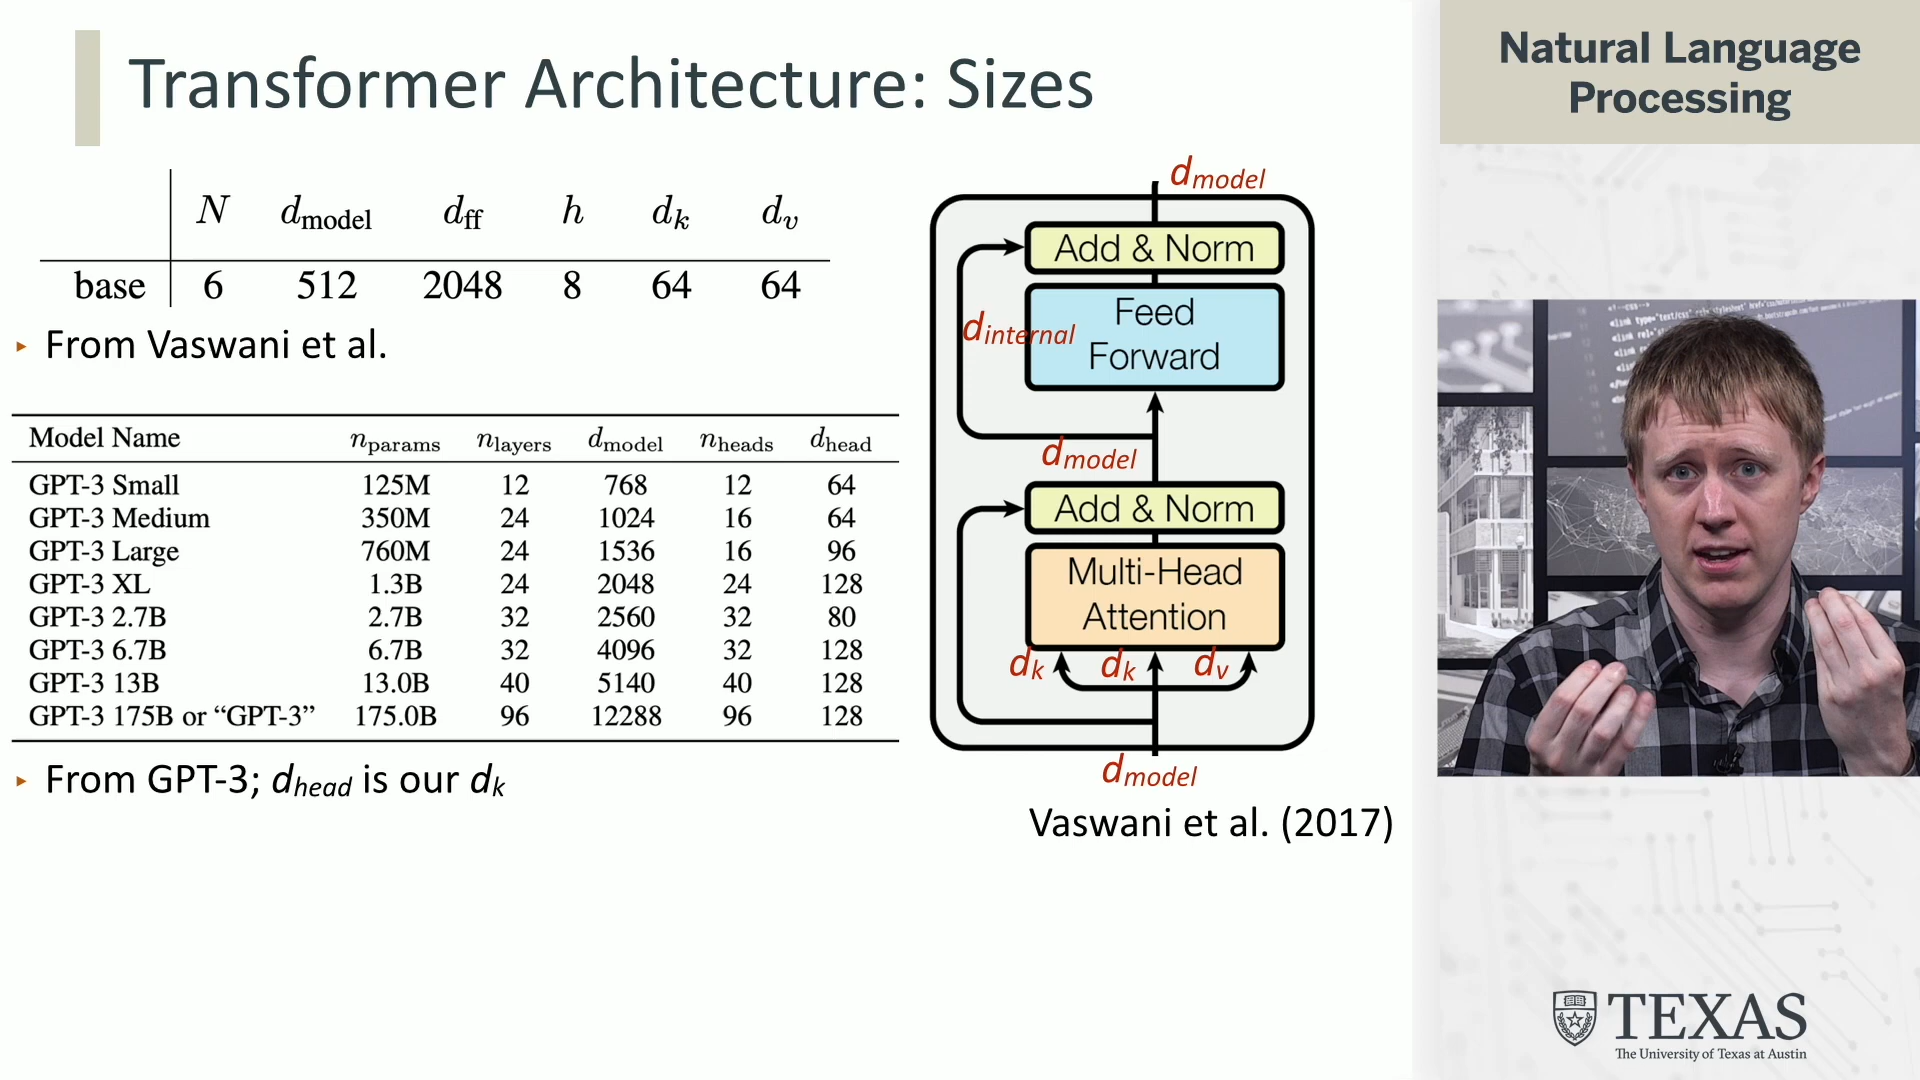 Transformer Architecture: Sizes
N d_model d_ff h d_k d_v
base 6 512 2048 8 64 64
▸ From Vaswani et al.
Model Name n_params n_layers d_model n_heads d_head
GPT-3 Small 125M 12 768 12 64
GPT-3 Medium 350M 24 1024 16 64
GPT-3 Large 760M 24 1536 16 96
GPT-3 XL 1.3B 24 2048 24 128
GPT-3 2.7B 2.7B 32 2560 32 80
GPT-3 6.7B 6.7B 32 4096 32 128
GPT-3 13B 13.0B 40 5140 40 128
GPT-3 175B or “GPT-3” 175.0B 96 12288 96 128
▸ From GPT-3; d_head is our d_k
d_model
Add & Norm
Feed
Forward
d_internal
d_model
Add & Norm
Multi-Head
Attention
d_k d_k d_v
d_model
Vaswani et al. (2017)
Natural Language
Processing
TEXAS
The University of Texas at Austin